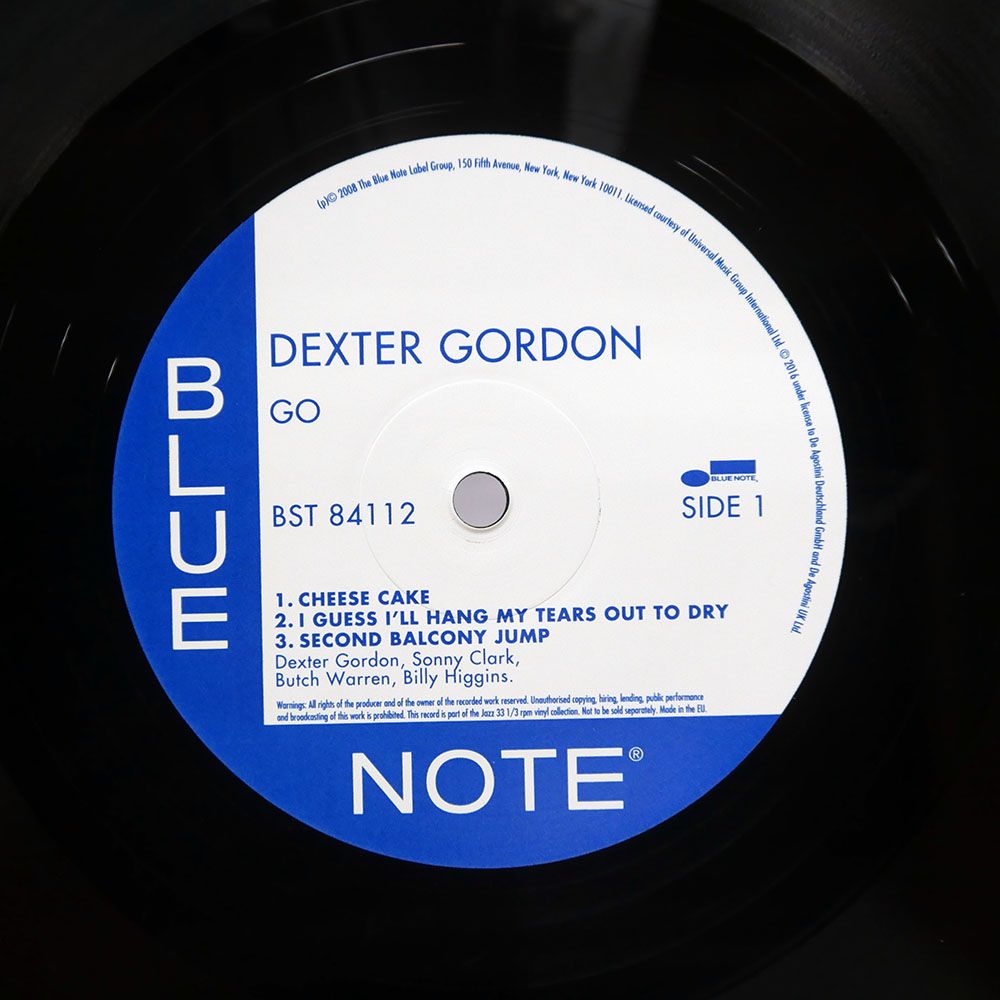 (p)© 2008 The Blue Note Label Group, 150 Fifth Avenue, New York, New York 10011. Licensed courtesy of Universal Music Group International Ltd. © 2016 under license to De Agostini Deutschland GmbH and De Agostini UK Ltd.
DEXTER GORDON
GO
BLUE NOTE.
BST 84112
SIDE 1
1. CHEESE CAKE
2. I GUESS I'LL HANG MY TEARS OUT TO DRY
3. SECOND BALCONY JUMP
Dexter Gordon, Sonny Clark,
Butch Warren, Billy Higgins.
Warnings: All rights of the producer and of the owner of the recorded work reserved. Unauthorised copying, hiring, lending, public performance
and broadcasting of this work is prohibited. This record is part of the Jazz 33 1/3 rpm vinyl collection. Not to be sold separately. Made in the EU.
BLUE
NOTE®